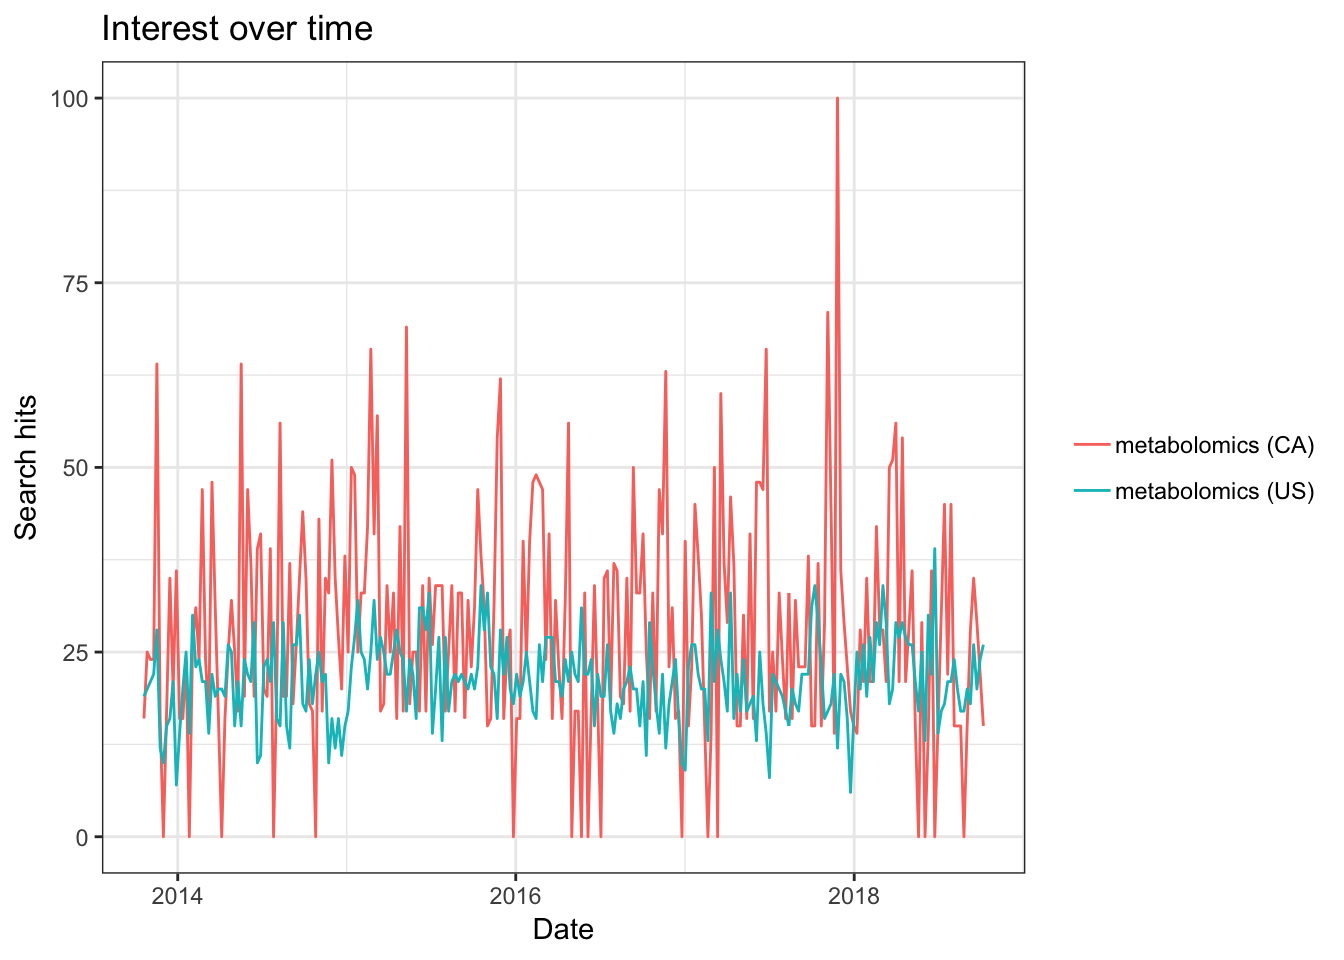 Interest over time
100
75
50
25
0
Search hits
2014
2016
2018
Date
metabolomics (CA)
metabolomics (US)